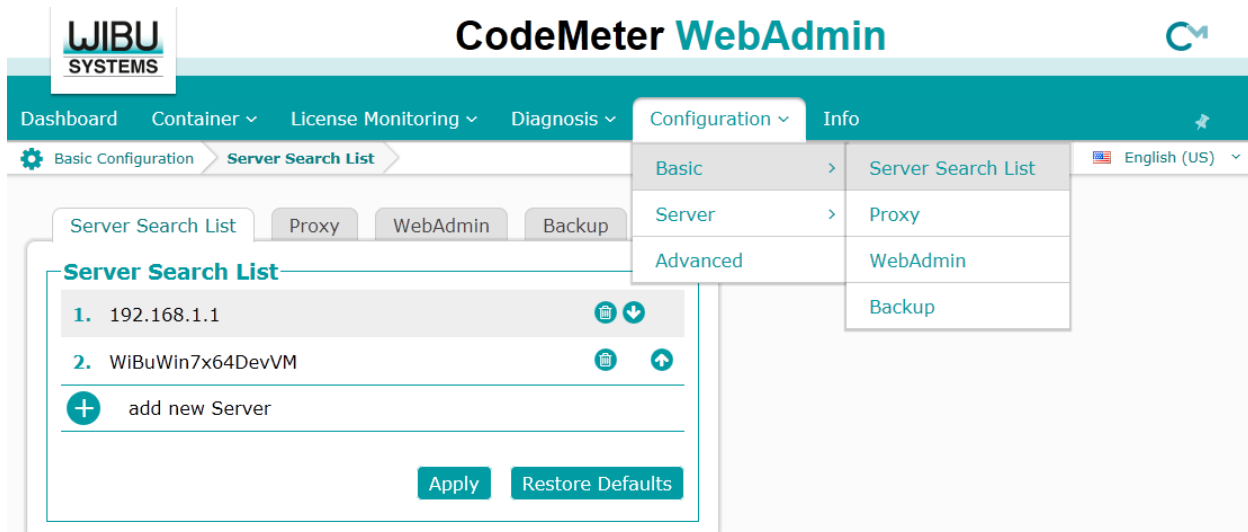 WIBU
SYSTEMS
CodeMeter WebAdmin
CM
Dashboard Container License Monitoring Diagnosis Configuration Info
Basic Configuration Server Search List
English (US)
Basic
Server
Advanced
Server Search List
Proxy
WebAdmin
Backup
Server Search List Proxy WebAdmin Backup
Server Search List
1. 192.168.1.1
2. WiBuWin7x64DevVM
add new Server
Apply Restore Defaults